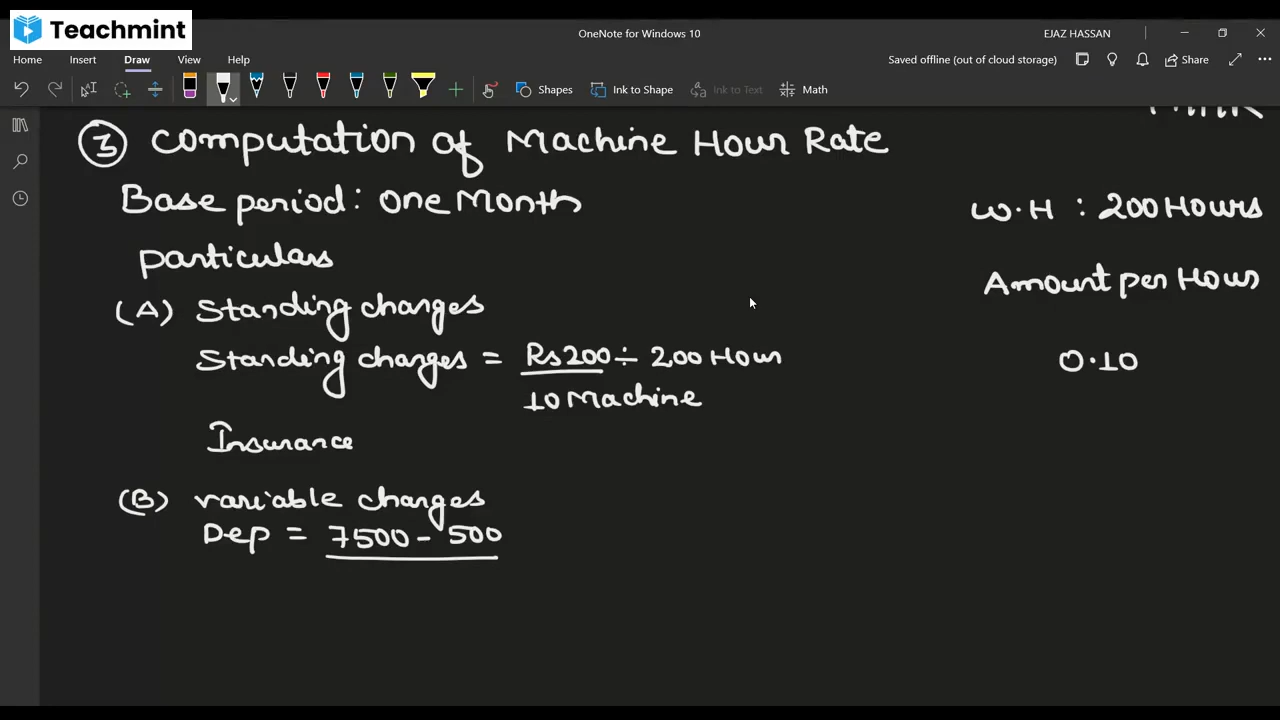 Teachmint
OneNote for Windows 10
EJAZ HASSAN
Home Insert Draw View Help
Saved offline (out of cloud storage)
Share
Shapes Ink to Shape Ink to Text Math
MHR
3 Computation of Machine Hour Rate
Base period: One Month
W.H : 200 Hours
particulars
Amount per Hour
(A) Standing charges
Standing charges = Rs200 ÷ 200 Hour
10 Machine
0.10
Insurance
(B) variable charges
Dep = 7500 - 500